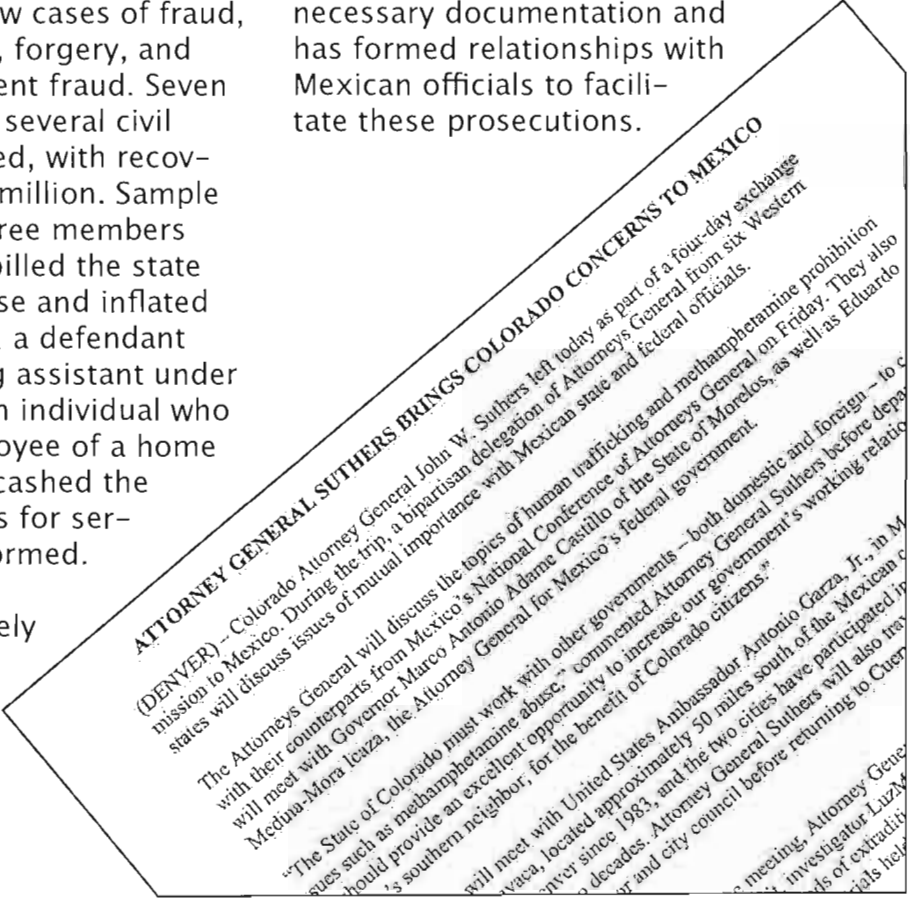 w cases of fraud,
, forgery, and
ent fraud. Seven
several civil
ed, with recov-
million. Sample
ree members
billed the state
se and inflated
a defendant
g assistant under
n individual who
oyee of a home
cashed the
s for ser-
ormed.
ely
necessary documentation and
has formed relationships with
Mexican officials to facili-
tate these prosecutions.
ATTORNEY GENERAL SUTHERS BRINGS COLORADO CONCERNS TO MEXICO
(DENVER) – Colorado Attorney General John W. Suthers left today as part of a four-day exchange
mission to Mexico. During the trip, a bipartisan delegation of Attorneys General from six Western
states will discuss issues of mutual importance with Mexican state and federal officials.
The Attorneys General will discuss the topics of human trafficking and methamphetamine prohibition
with their counterparts from Mexico's National Conference of Attorneys General on Friday. They also
will meet with Governor Marco Antonio Adame Castillo of the State of Morelos, as well as Eduardo
Medina-Mora Icaza, the Attorney General for Mexico's federal government.
"The State of Colorado must work with other governments – both domestic and foreign – to c
sues such as methamphetamine abuse," commented Attorney General Suthers before depa
hould provide an excellent opportunity to increase our government's working relatio
's southern neighbor, for the benefit of Colorado citizens."
will meet with United States Ambassador Antonio Garza, Jr., in M
vaca, located approximately 50 miles south of the Mexican c
enver since 1983, and the two cities have participated in
decades. Attorney General Suthers will also trav
r and city council before returning to Cuer
meeting, Attorney Gene
investigator LuzM
ds of extraditi
ials held